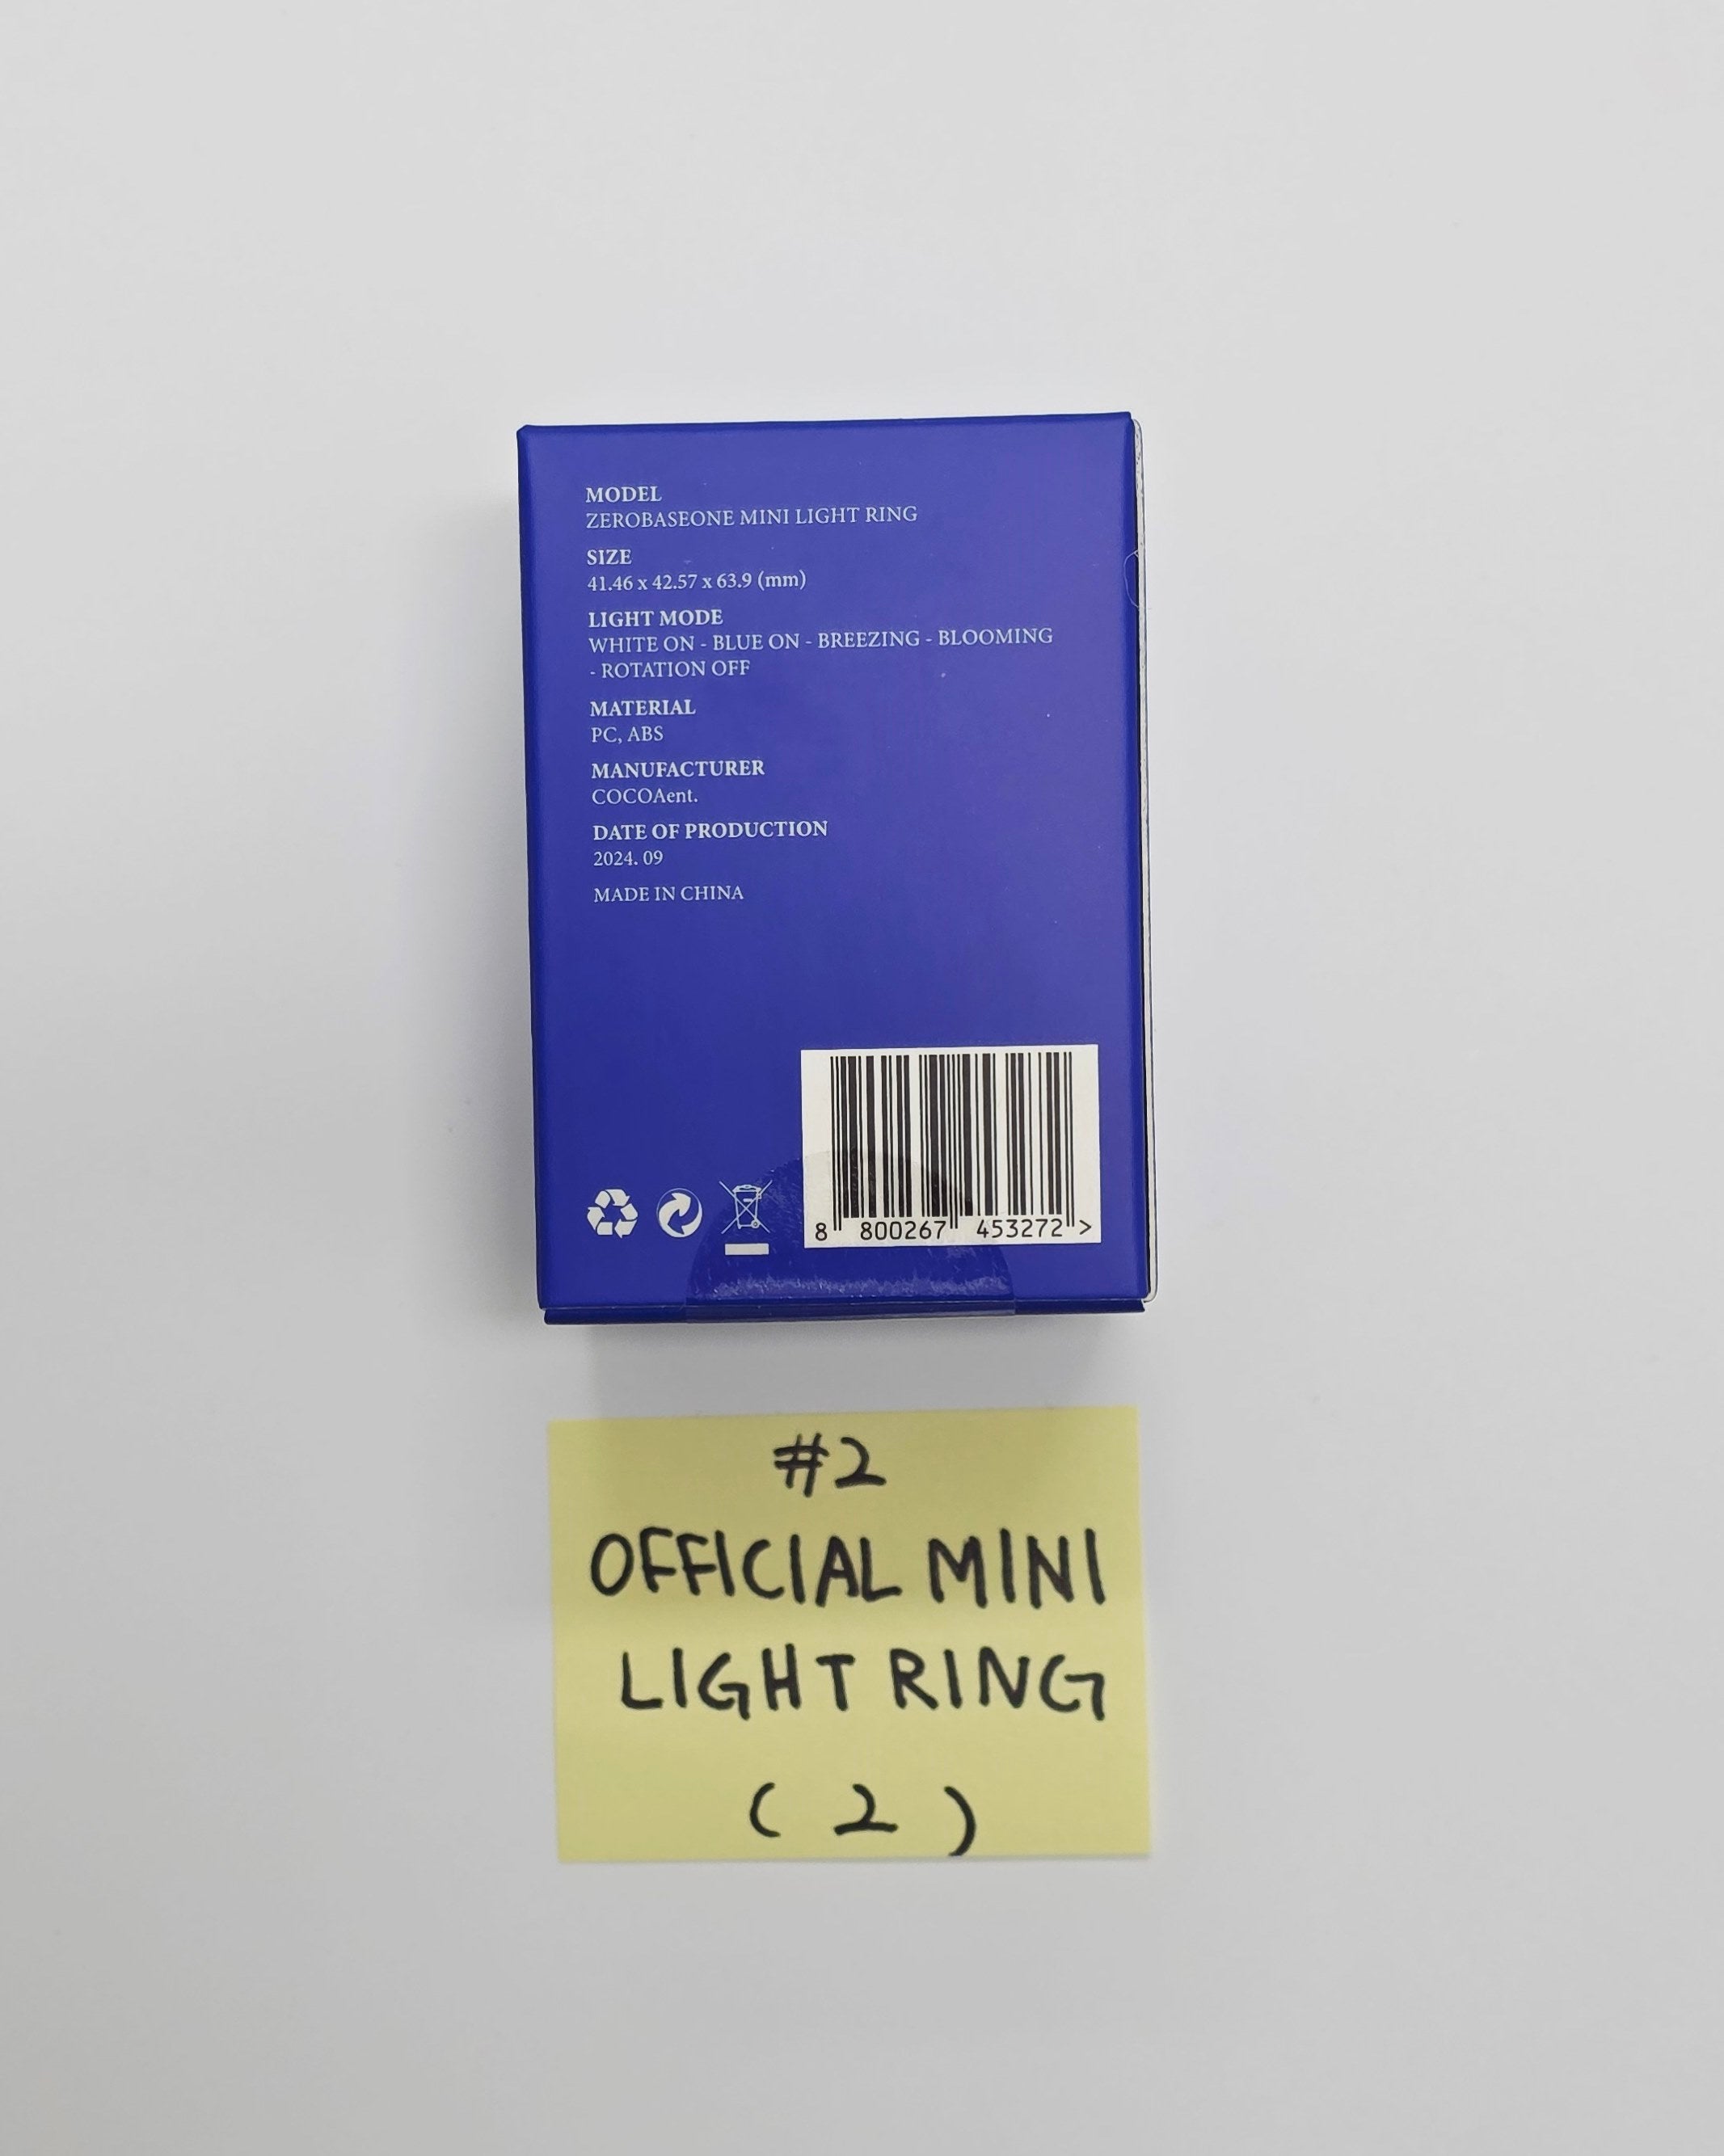 MODEL
ZEROBASEONE MINI LIGHT RING
SIZE
41.46 x 42.57 x 63.9 (mm)
LIGHT MODE
WHITE ON - BLUE ON - BREEZING - BLOOMING
- ROTATION OFF
MATERIAL
PC, ABS
MANUFACTURER
COCOAent.
DATE OF PRODUCTION
2024. 09
MADE IN CHINA
8 800267 453272 >
#2
OFFICIAL MINI
LIGHT RING
( 2 )